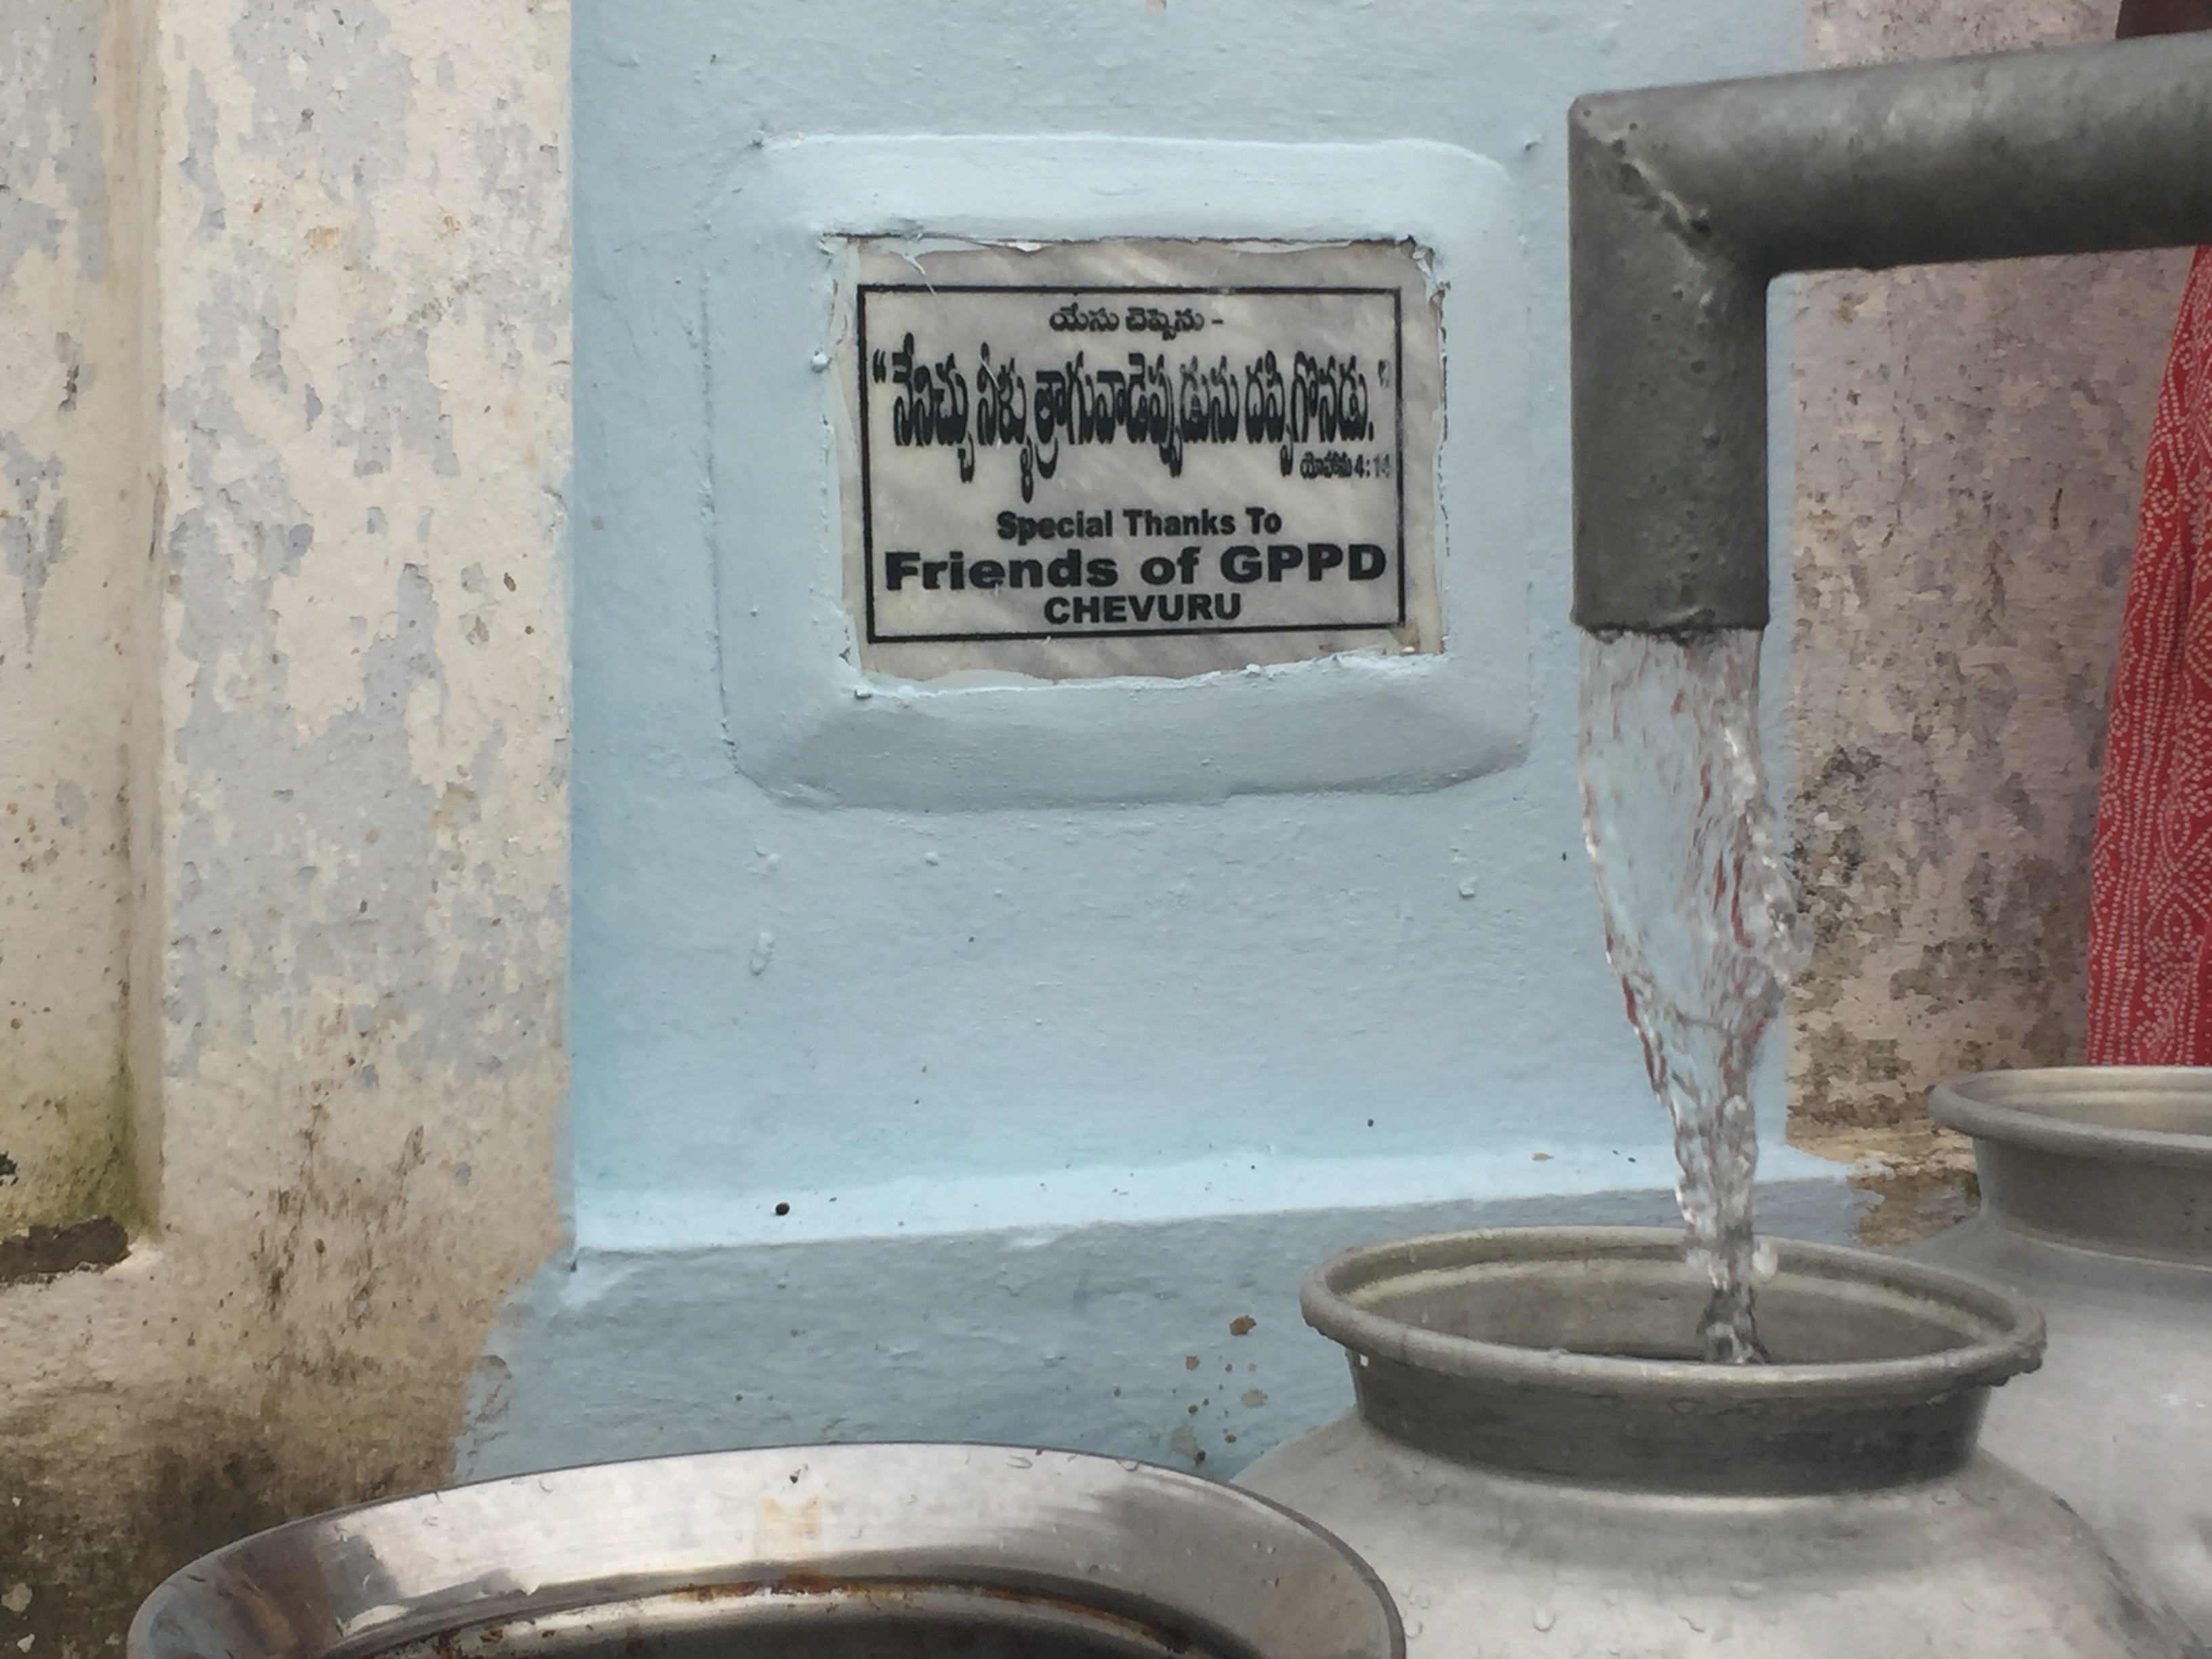 యేసు చెప్పెను -
“నేనిచ్చు నీళ్ళు త్రాగువాడెప్పుడును దప్పిగొనడు.”
యోహాను 4:14
Special Thanks To
Friends of GPPD
CHEVURU